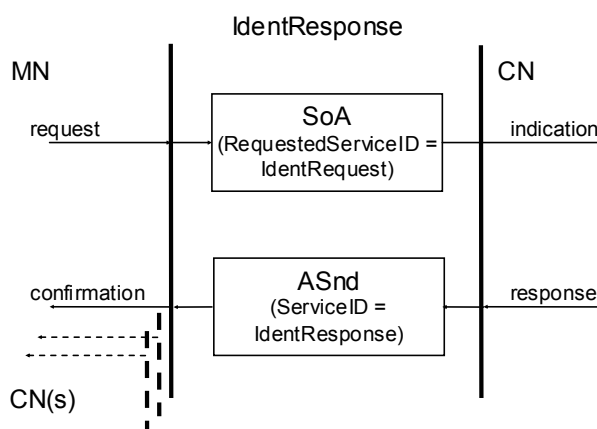 IdentResponse
MN
CN
SoA
(RequestedServiceID =
IdentRequest)
request
indication
ASnd
(ServiceID =
IdentResponse)
confirmation
response
CN(s)